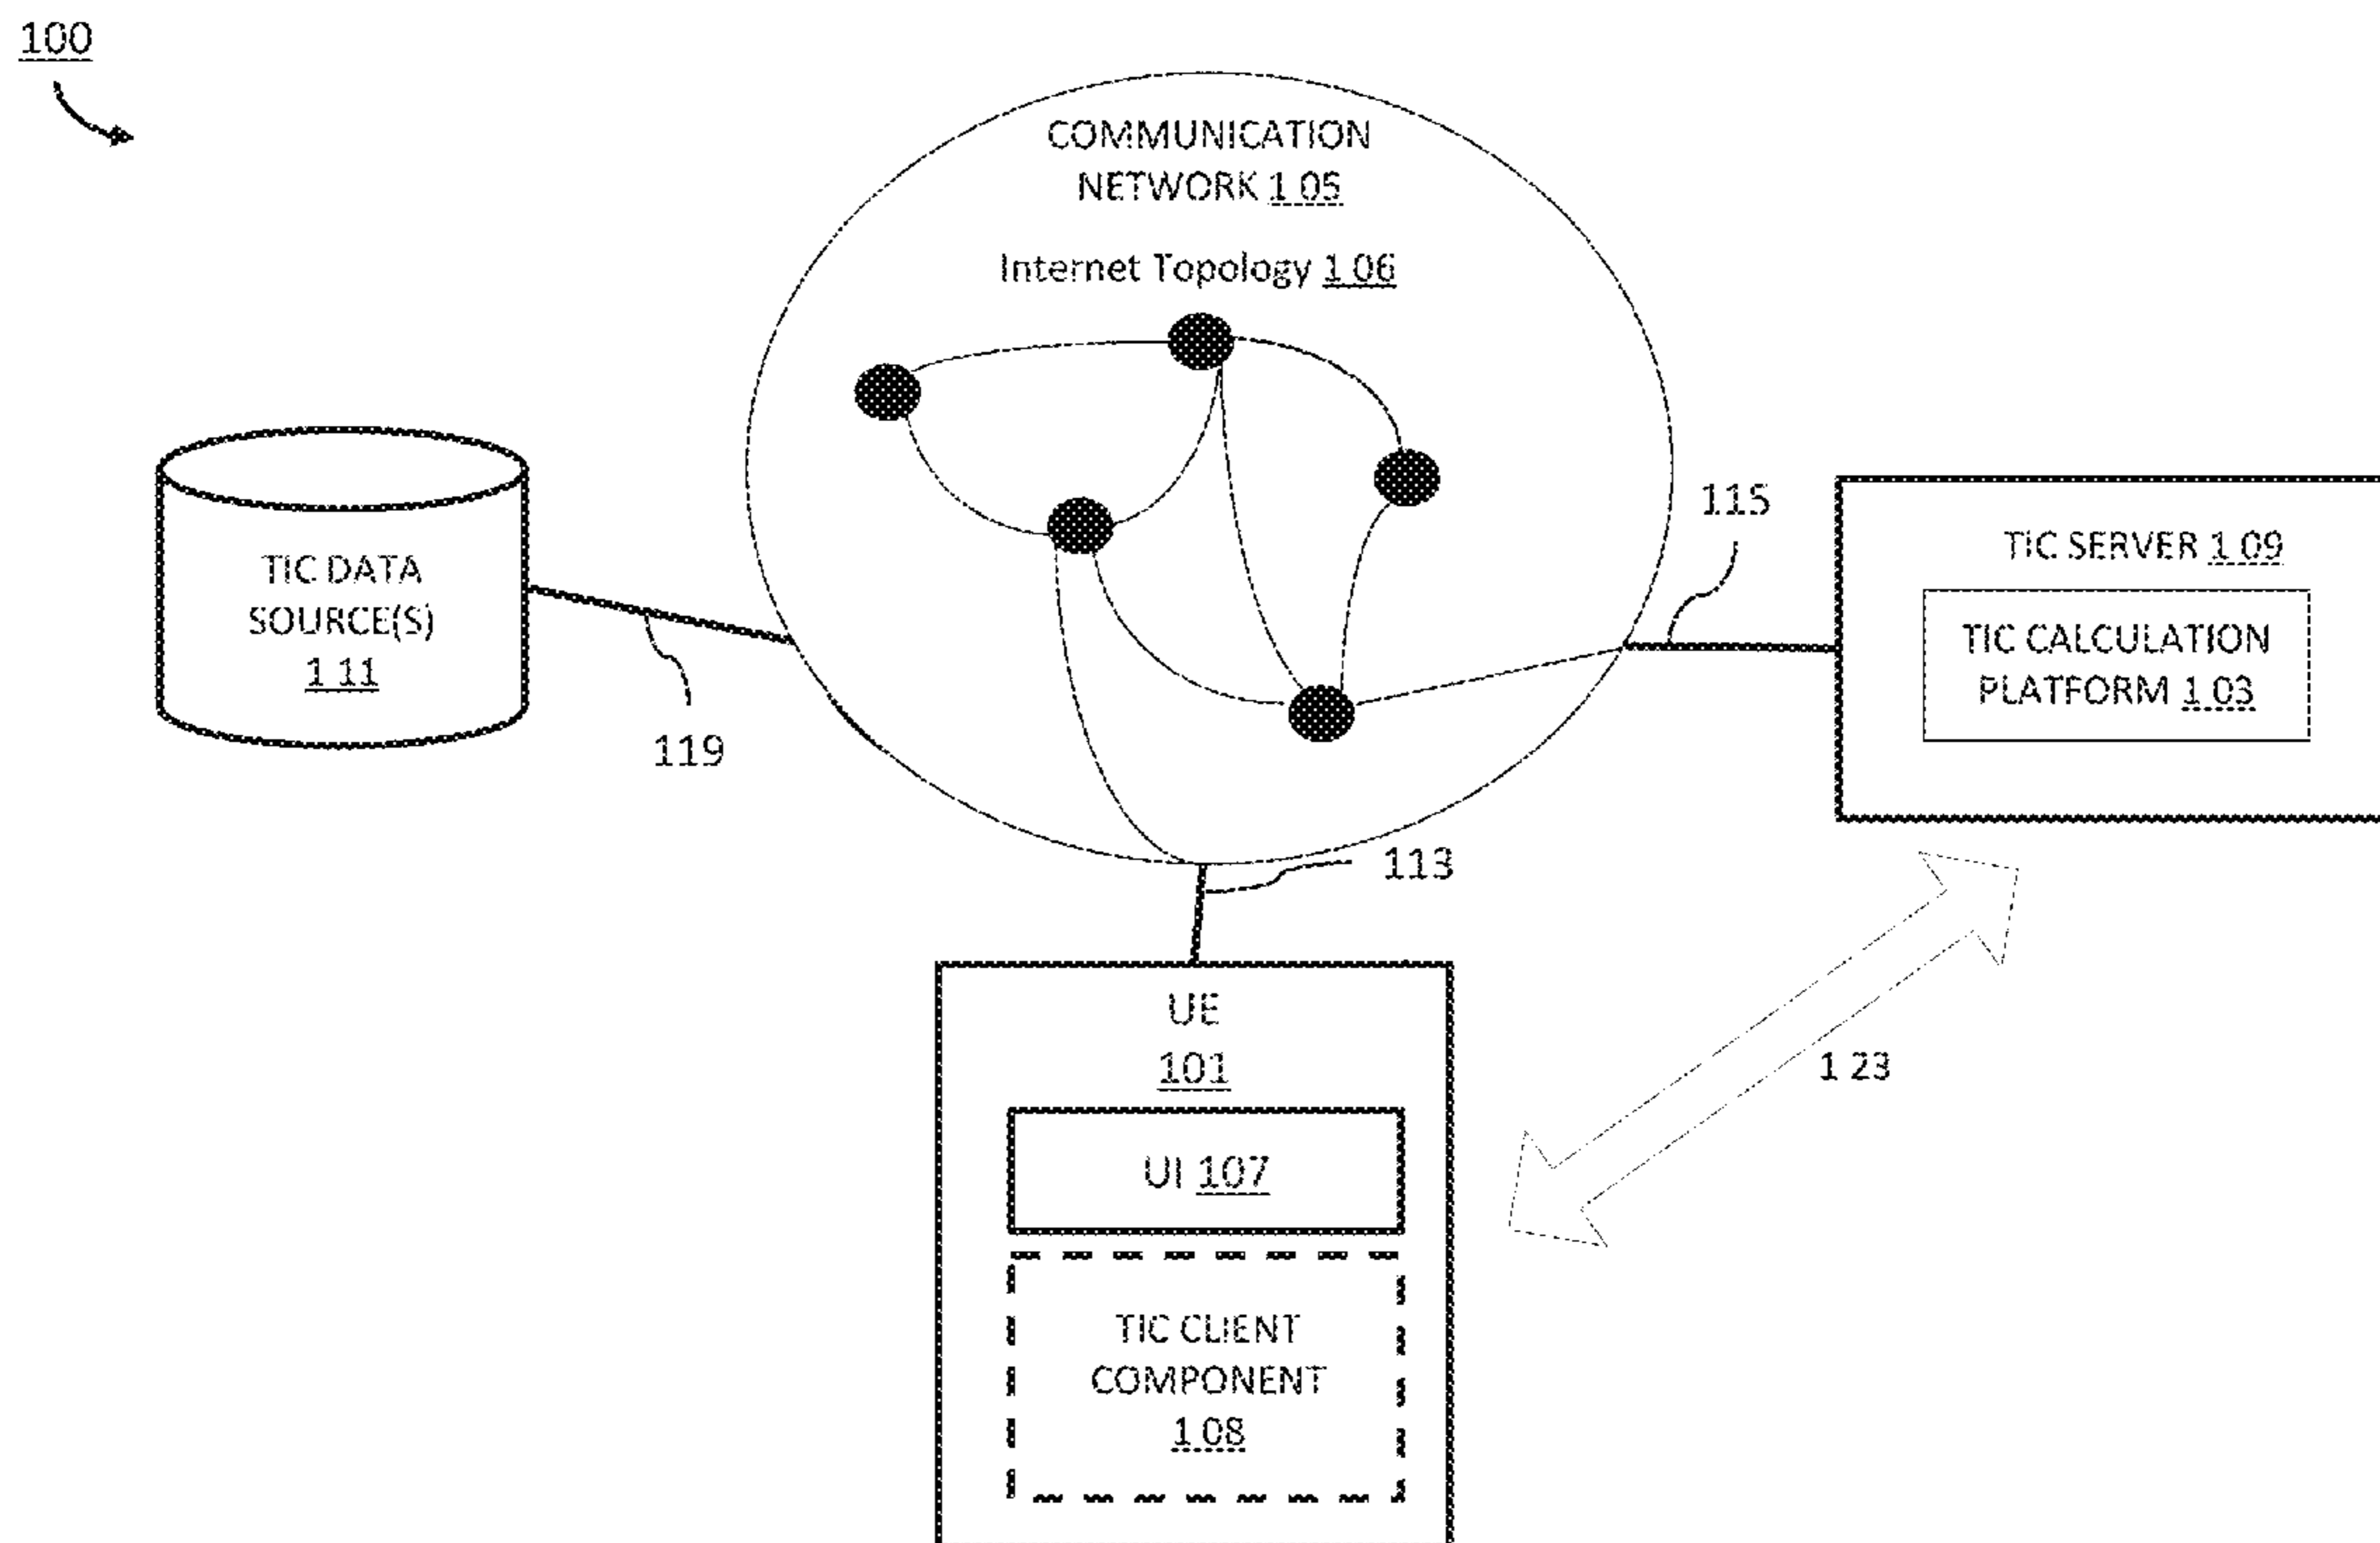 100
COMMUNICATION
NETWORK 105
Internet Topology 106
TIC DATA
SOURCE(S)
111
119
115
TIC SERVER 109
TIC CALCULATION
PLATFORM 103
113
UE
101
UI 107
TIC CLIENT
COMPONENT
108
123